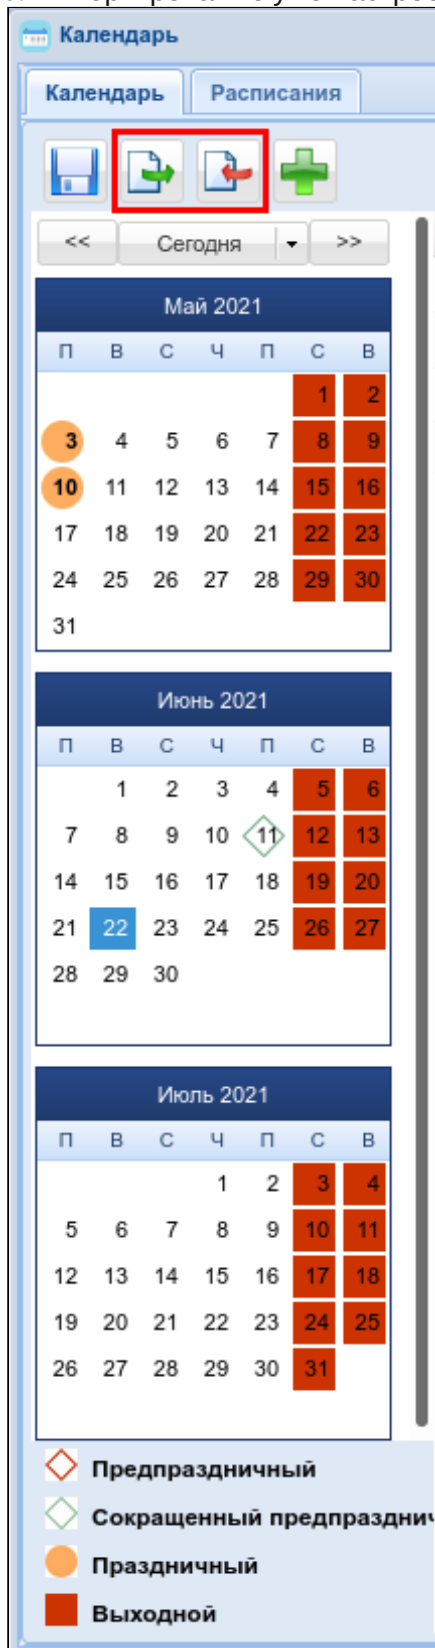 Календарь
Календарь Расписания
<< Сегодня >>
Май 2021
П В С Ч П С В
1 2
3 4 5 6 7 8 9
10 11 12 13 14 15 16
17 18 19 20 21 22 23
24 25 26 27 28 29 30
31
Июнь 2021
П В С Ч П С В
1 2 3 4 5 6
7 8 9 10 11 12 13
14 15 16 17 18 19 20
21 22 23 24 25 26 27
28 29 30
Июль 2021
П В С Ч П С В
1 2 3 4
5 6 7 8 9 10 11
12 13 14 15 16 17 18
19 20 21 22 23 24 25
26 27 28 29 30 31
Предпраздничный
Сокращенный предпразднич
Праздничный
Выходной